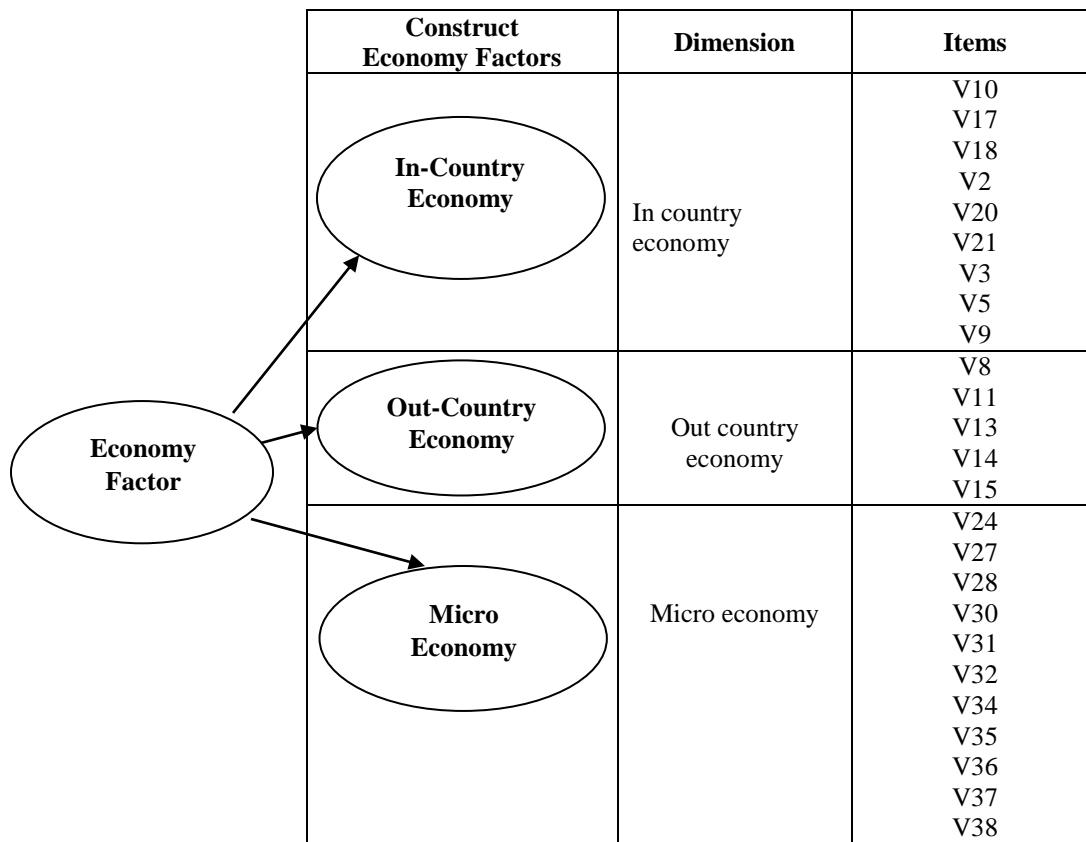 Construct
Economy Factors
Dimension
Items
In-Country
Economy
In country
economy
V10
V17
V18
V2
V20
V21
V3
V5
V9
Out-Country
Economy
Out country
economy
V8
V11
V13
V14
V15
Economy
Factor
Micro
Economy
Micro economy
V24
V27
V28
V30
V31
V32
V34
V35
V36
V37
V38